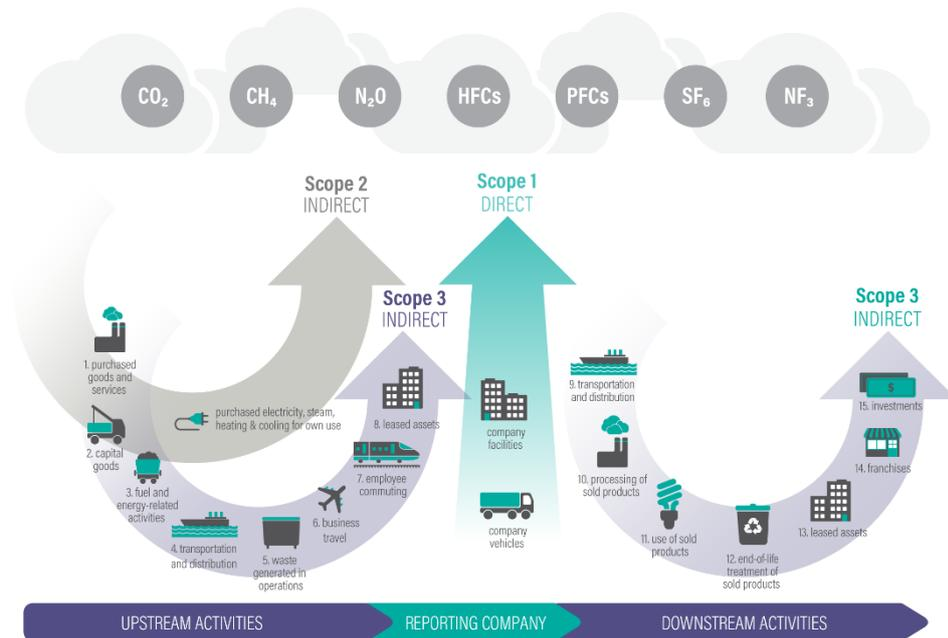 CO₂
CH₄
N₂O
HFCs
PFCs
SF₆
NF₃
Scope 2
INDIRECT
Scope 1
DIRECT
Scope 3
INDIRECT
Scope 3
INDIRECT
1. purchased
goods and
services
2. capital
goods
3. fuel and
energy-related
activities
4. transportation
and distribution
5. waste
generated in
operations
6. business
travel
7. employee
commuting
8. leased assets
purchased electricity, steam,
heating & cooling for own use
company
facilities
company
vehicles
9. transportation
and distribution
10. processing of
sold products
11. use of sold
products
12. end-of-life
treatment of
sold products
13. leased assets
14. franchises
15. investments
$
UPSTREAM ACTIVITIES
REPORTING COMPANY
DOWNSTREAM ACTIVITIES